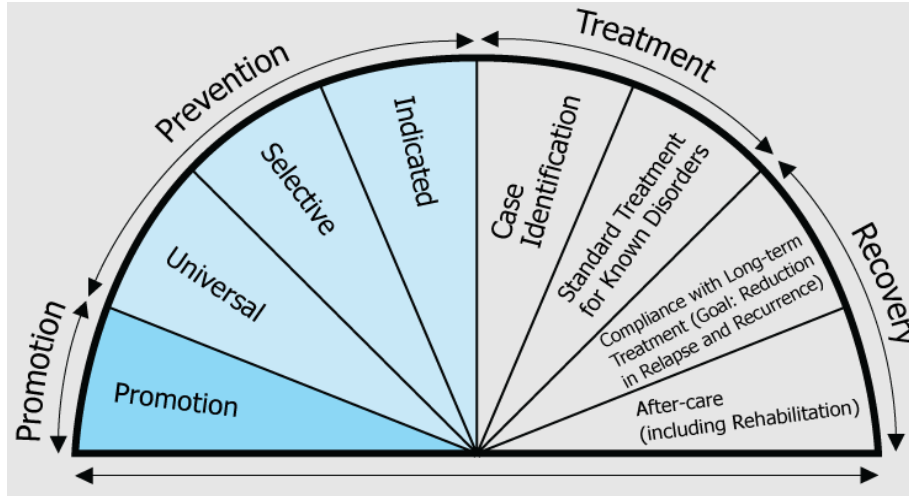 Promotion
Prevention
Treatment
Recovery
Promotion
Universal
Selective
Indicated
Case
Identification
Standard Treatment
for Known Disorders
Compliance with Long-term
Treatment (Goal: Reduction
in Relapse and Recurrence)
After-care
(including Rehabilitation)